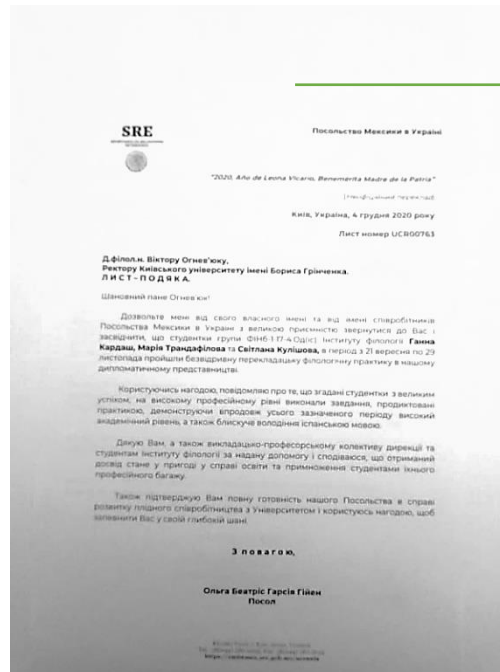 SRE
Посольство Мексики в Україні
"2020, Año de Leona Vicario, Benemérita Madre de la Patria"
Київ, Україна, 4 грудня 2020 року
Лист номер UCR00763
Д.філол.н. Віктору Огнев'юку,
Ректору Київського університету імені Бориса Грінченка.
Л И С Т – П О Д Я К А.
Шановний пане Огнев'юк!
Дозвольте мені від свого власного імені та від імені співробітників
Посольства Мексики в Україні з великою приємністю звернутися до Вас і
засвідчити, що студентки групи ФІНб-1-17-4.Од(іс) Інституту філології Ганна
Кардаш, Марія Трандафілова та Світлана Кулішова, в період з 21 вересня по 29
листопада пройшли безвідривну перекладацьку філологічну практику в нашому
дипломатичному представництві.
Користуючись нагодою, повідомляю про те, що згадані студентки з великим
успіхом, на високому професійному рівні виконали завдання, продиктовані
практикою, демонструючи впродовж усього зазначеного періоду високий
академічний рівень, а також блискуче володіння іспанською мовою.
Дякую Вам, а також викладацько-професорському колективу дирекції та
студентам Інституту філології за надану допомогу і сподіваюся, що отриманий
досвід стане у пригоді у справі освіти та примноження студентами їхнього
професійного багажу.
Також підтверджую Вам повну готовність нашого Посольства в справі
розвитку плідного співробітництва з Університетом і користуюсь нагодою, щоб
запевнити Вас у своїй глибокій шані.
З повагою,
Ольга Беатріс Гарсія Гійен
Посол